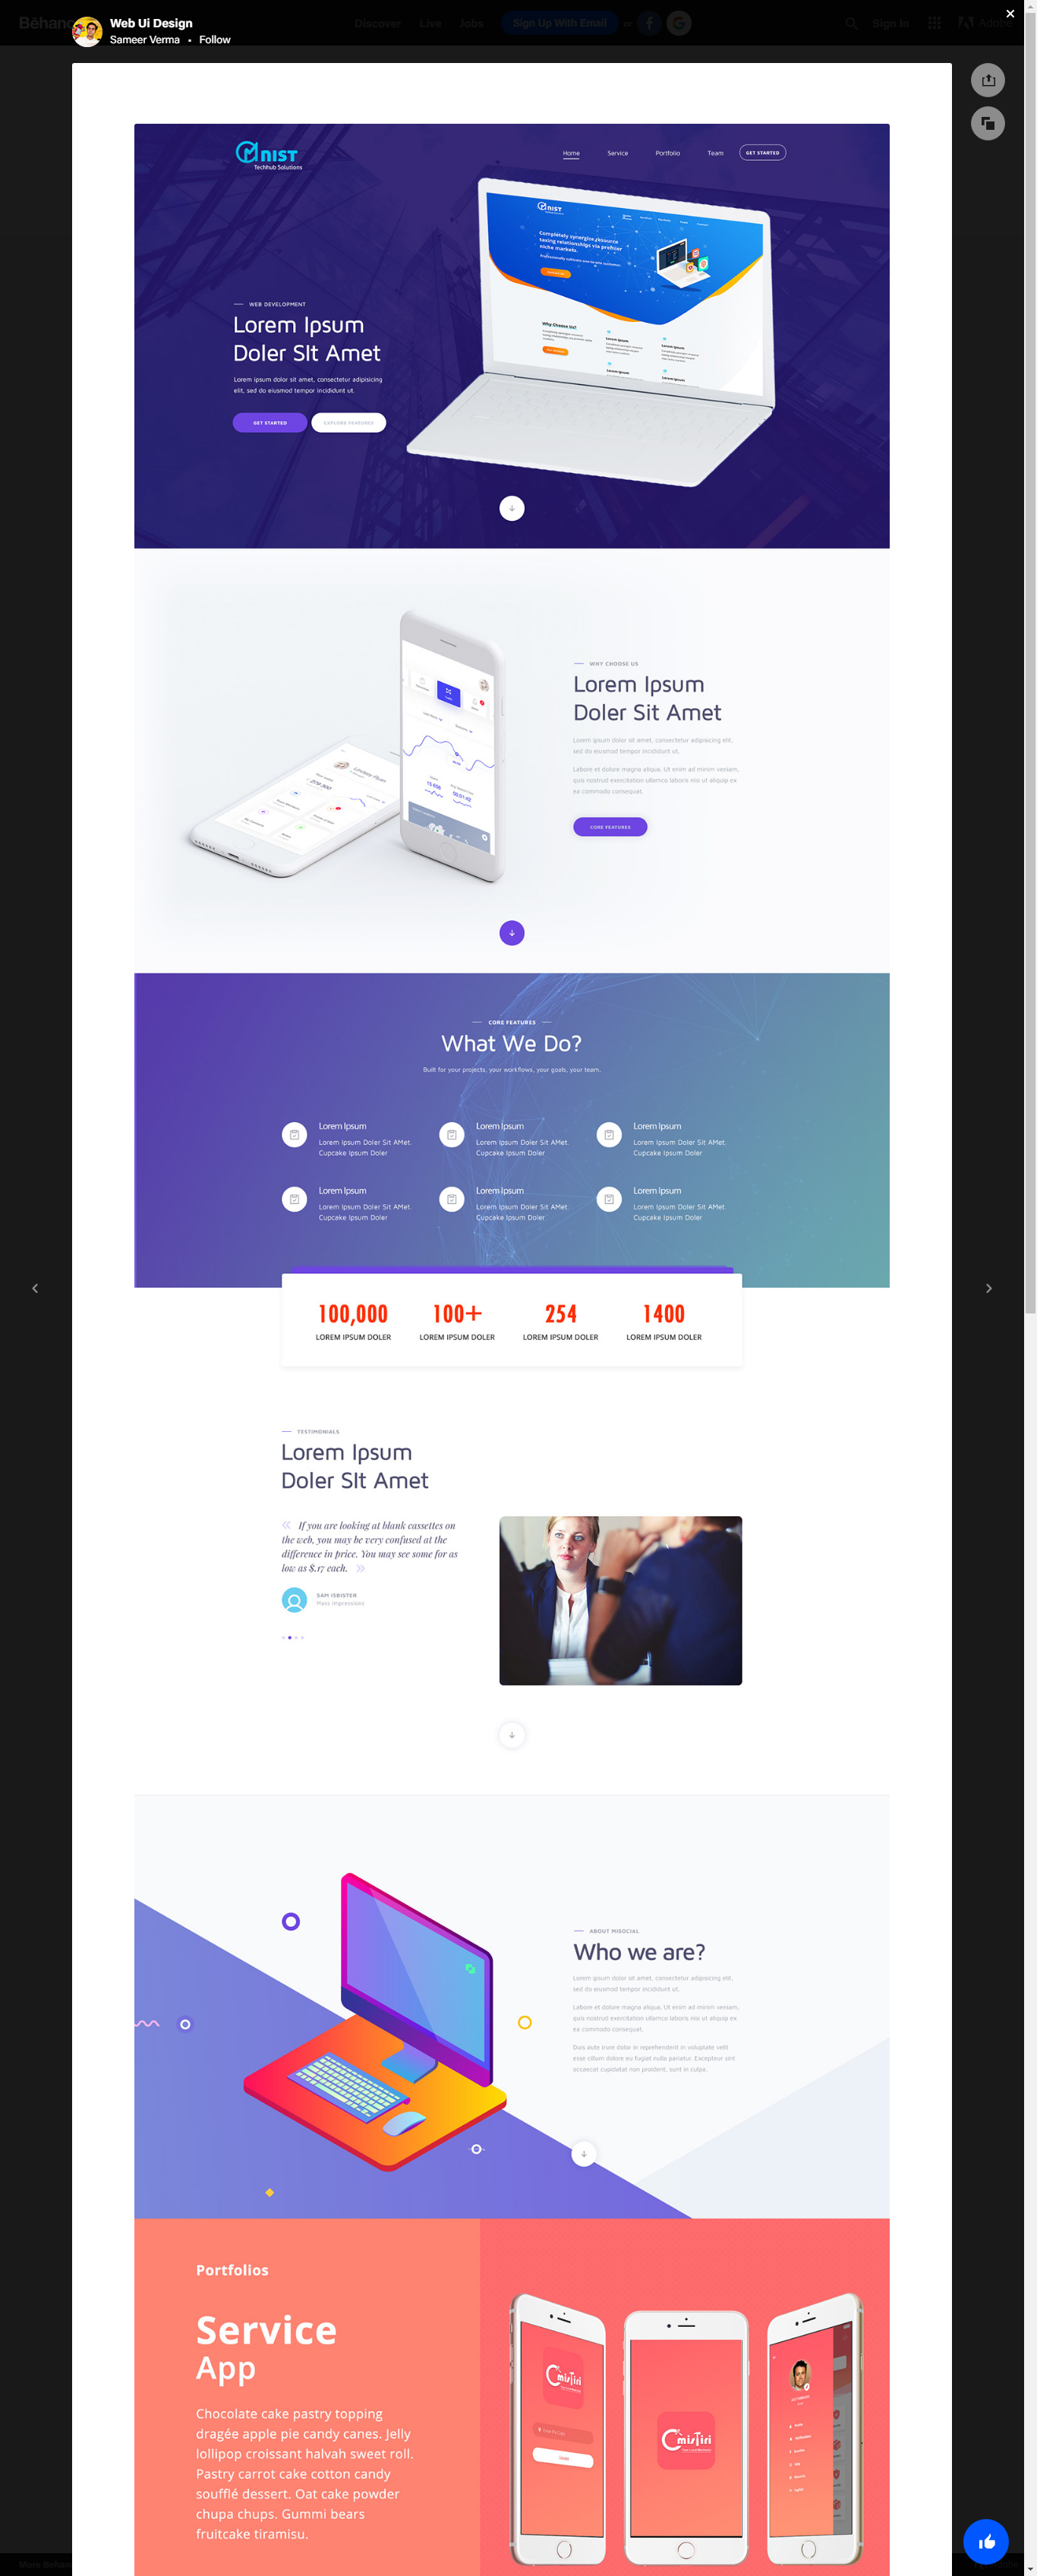 Web Ui Design
Sameer Verma • Follow
Discover
Live
Jobs
Sign Up With Email
or
Sign In
NIST
Techhub Solutions
Home
Service
Portfolio
Team
GET STARTED
NIST
Completely synergize resource
taxing relationships via premier
niche markets.
Why Choose Us?
WEB DEVELOPMENT
Lorem Ipsum
Doler SIt Amet
Lorem ipsum dolor sit amet, consectetur adipisicing
elit, sed do eiusmod tempor incididunt ut.
GET STARTED
EXPLORE FEATURES
WHY CHOOSE US
Lorem Ipsum
Doler Sit Amet
Lorem ipsum dolor sit amet, consectetur adipisicing elit,
sed do eiusmod tempor incididunt ut.
Labore et dolore magna aliqua. Ut enim ad minim veniam,
quis nostrud exercitation ullamco laboris nisi ut aliquip ex
ea commodo consequat.
CORE FEATURES
CORE FEATURES
What We Do?
Built for your projects, your workflows, your goals, your team.
Lorem Ipsum
Lorem Ipsum Doler Sit AMet.
Cupcake Ipsum Doler
Lorem Ipsum
Lorem Ipsum Doler Sit AMet.
Cupcake Ipsum Doler
Lorem Ipsum
Lorem Ipsum Doler Sit AMet.
Cupcake Ipsum Doler
Lorem Ipsum
Lorem Ipsum Doler Sit AMet.
Cupcake Ipsum Doler
Lorem Ipsum
Lorem Ipsum Doler Sit AMet.
Cupcake Ipsum Doler
Lorem Ipsum
Lorem Ipsum Doler Sit AMet.
Cupcake Ipsum Doler
100,000
LOREM IPSUM DOLER
100+
LOREM IPSUM DOLER
254
LOREM IPSUM DOLER
1400
LOREM IPSUM DOLER
TESTIMONIALS
Lorem Ipsum
Doler SIt Amet
« If you are looking at blank cassettes on
the web, you may be very confused at the
difference in price. You may see some for as
low as $.17 each. »
SAM ISBISTER
Mass Impressions
ABOUT MISOCIAL
Who we are?
Lorem ipsum dolor sit amet, consectetur adipisicing elit,
sed do eiusmod tempor incididunt ut.
Labore et dolore magna aliqua. Ut enim ad minim veniam,
quis nostrud exercitation ullamco laboris nisi ut aliquip ex
ea commodo consequat.
Duis aute irure dolor in reprehenderit in voluptate velit
esse cillum dolore eu fugiat nulla pariatur. Excepteur sint
occaecat cupidatat non proident, sunt in culpa.
Portfolios
Service
App
Chocolate cake pastry topping
dragée apple pie candy canes. Jelly
lollipop croissant halvah sweet roll.
Pastry carrot cake cotton candy
soufflé dessert. Oat cake powder
chupa chups. Gummi bears
fruitcake tiramisu.
Cmistiri
Cmistiri